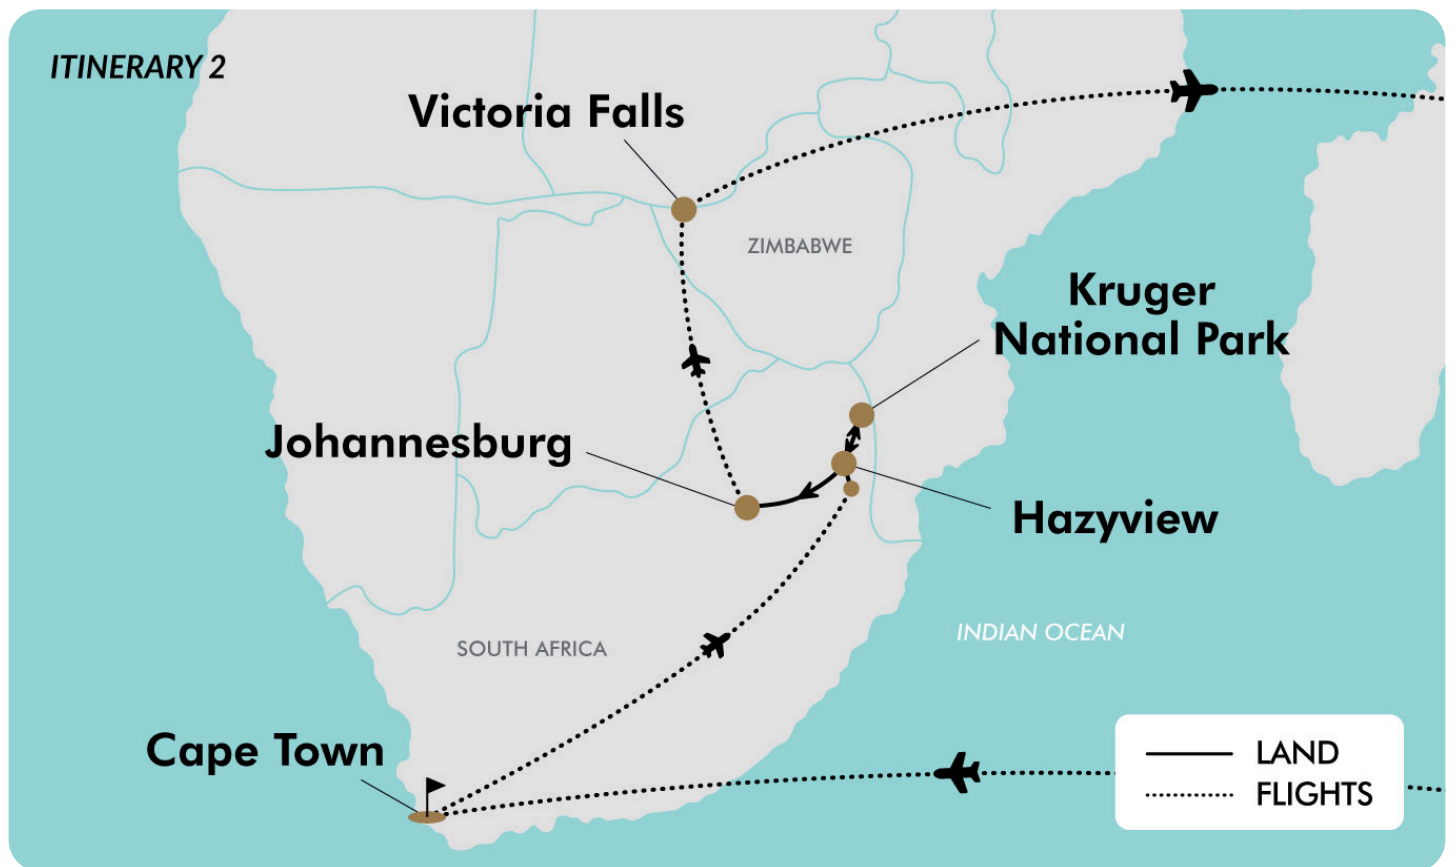 ITINERARY 2
Victoria Falls
ZIMBABWE
Kruger
National Park
Johannesburg
Hazyview
INDIAN OCEAN
SOUTH AFRICA
Cape Town
LAND
FLIGHTS